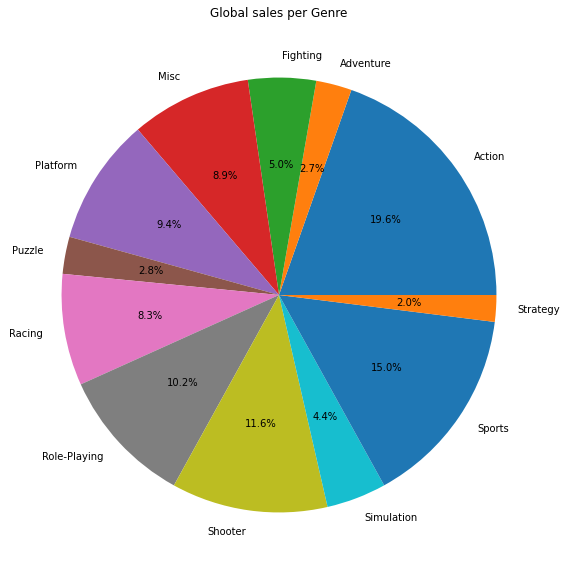 Global sales per Genre
Fighting
Adventure
Misc
Action
Platform
Puzzle
Racing
Role-Playing
Shooter
Simulation
Sports
Strategy
19.6%
2.7%
5.0%
8.9%
9.4%
2.8%
8.3%
10.2%
11.6%
4.4%
15.0%
2.0%